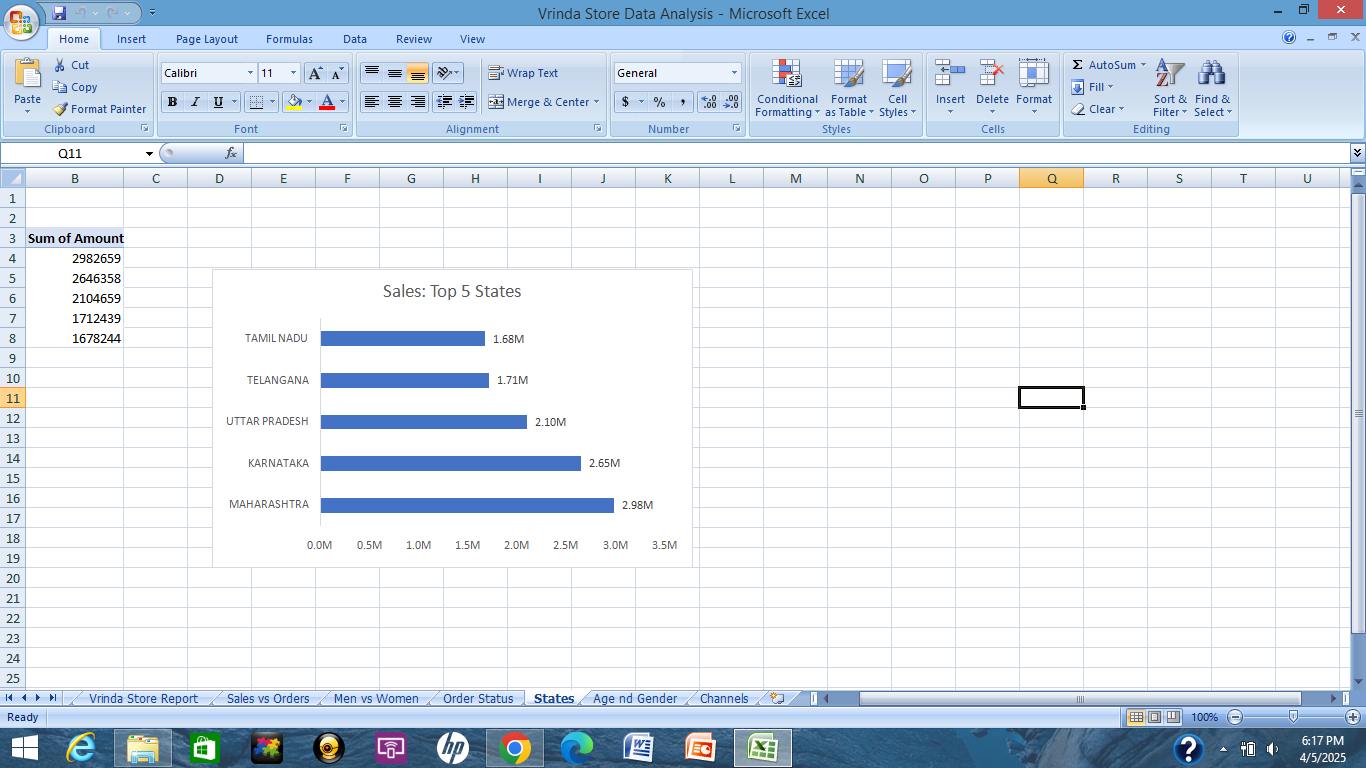 Vrinda Store Data Analysis - Microsoft Excel
Home Insert Page Layout Formulas Data Review View
Paste Cut Copy Format Painter
Clipboard
Calibri 11
B I U A A A
Font
Wrap Text
Merge & Center
Alignment
General
$ % , .00 .0
Number
Conditional Formatting Format as Table Cell Styles
Styles
Insert Delete Format
Cells
Σ AutoSum Fill Clear Sort & Filter Find & Select
Editing
Q11 fx
B C D E F G H I J K L M N O P Q R S T U
1
2
3 Sum of Amount
4 2982659
5 2646358
6 2104659
7 1712439
8 1678244
9
10
11
12
13
14
15
16
17
18
19
20
21
22
23
24
25
Sales: Top 5 States
TAMIL NADU 1.68M
TELANGANA 1.71M
UTTAR PRADESH 2.10M
KARNATAKA 2.65M
MAHARASHTRA 2.98M
0.0M 0.5M 1.0M 1.5M 2.0M 2.5M 3.0M 3.5M
Vrinda Store Report Sales vs Orders Men vs Women Order Status States Age nd Gender Channels
Ready 100%
hp
6:17 PM
4/5/2025